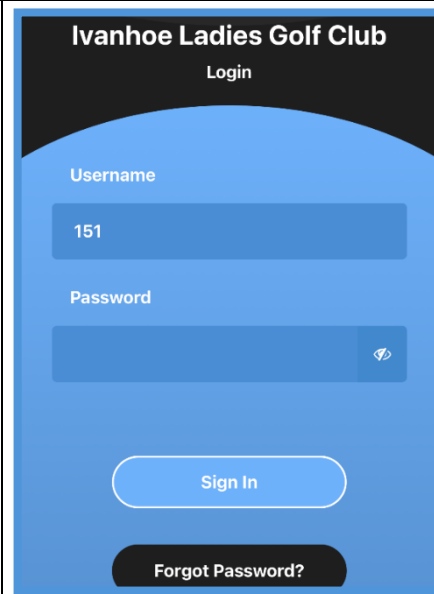 Ivanhoe Ladies Golf Club
Login
Username
151
Password
Sign In
Forgot Password?